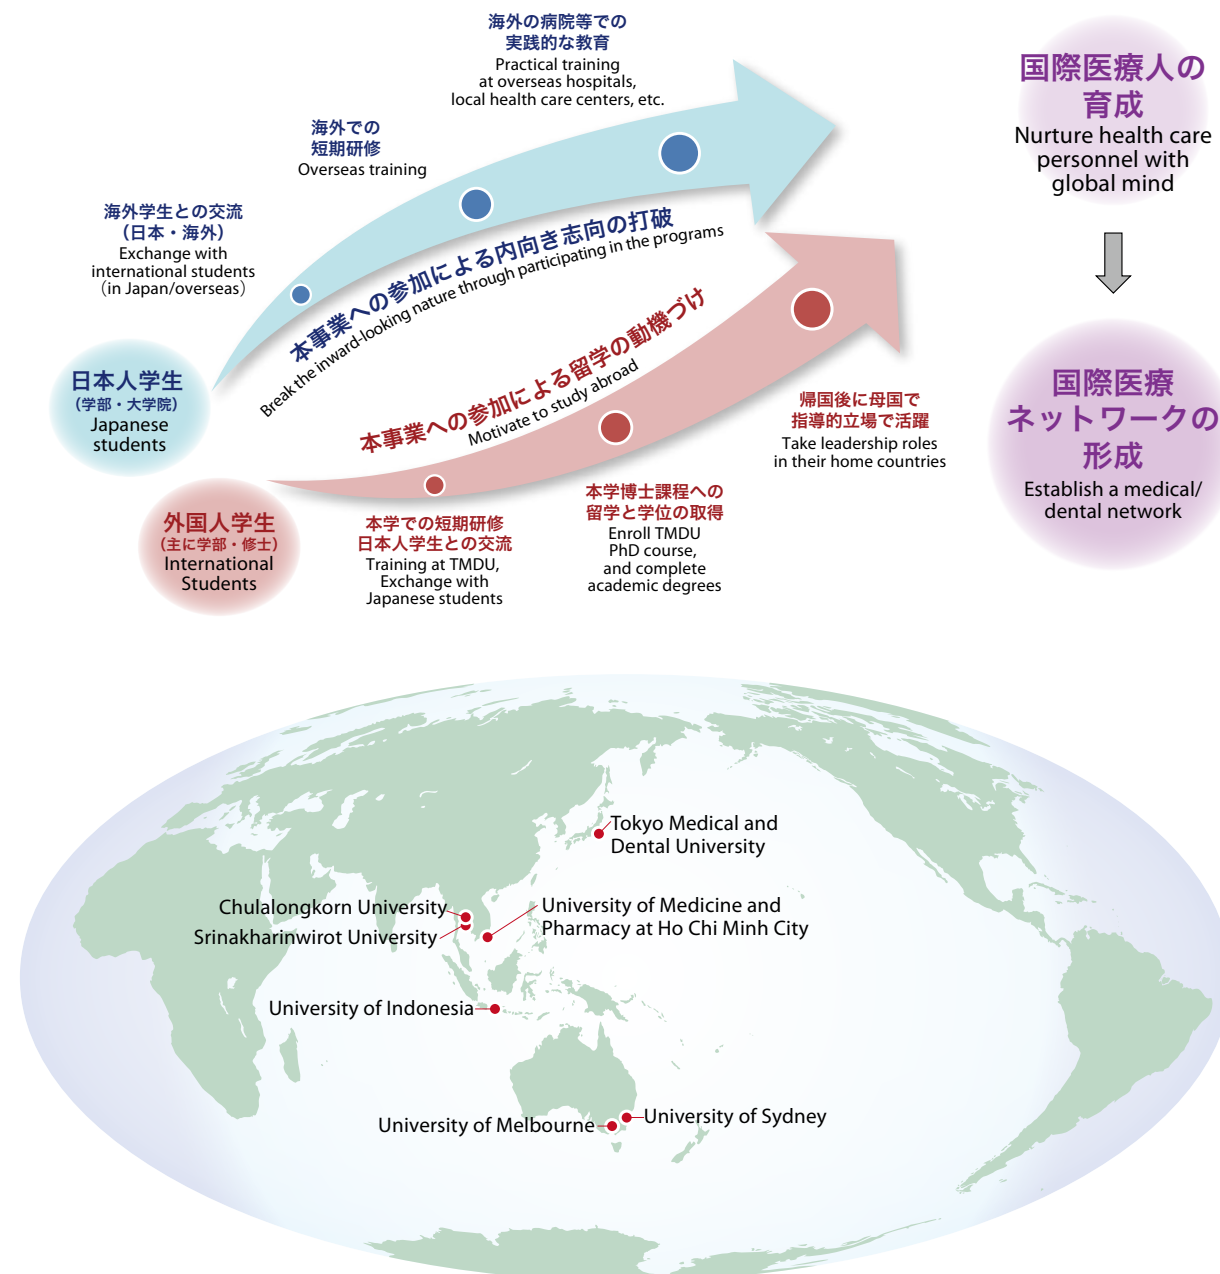 海外の病院等での
実践的な教育
Practical training
at overseas hospitals,
local health care centers, etc.
海外での
短期研修
Overseas training
海外学生との交流
（日本・海外）
Exchange with
international students
（in Japan/overseas）
本事業への参加による内向き志向の打破
Break the inward-looking nature through participating in the programs
日本人学生
（学部・大学院）
Japanese
students
本事業への参加による留学の動機づけ
Motivate to study abroad
外国人学生
（主に学部・修士）
International
Students
本学での短期研修
日本人学生との交流
Training at TMDU,
Exchange with
Japanese students
本学博士課程への
留学と学位の取得
Enroll TMDU
PhD course,
and complete
academic degrees
帰国後に母国で
指導的立場で活躍
Take leadership roles
in their home countries
国際医療人の
育成
Nurture health care
personnel with
global mind
国際医療
ネットワークの
形成
Establish a medical/
dental network
Tokyo Medical and
Dental University
Chulalongkorn University
Srinakharinwirot University
University of Medicine and
Pharmacy at Ho Chi Minh City
University of Indonesia
University of Melbourne
University of Sydney